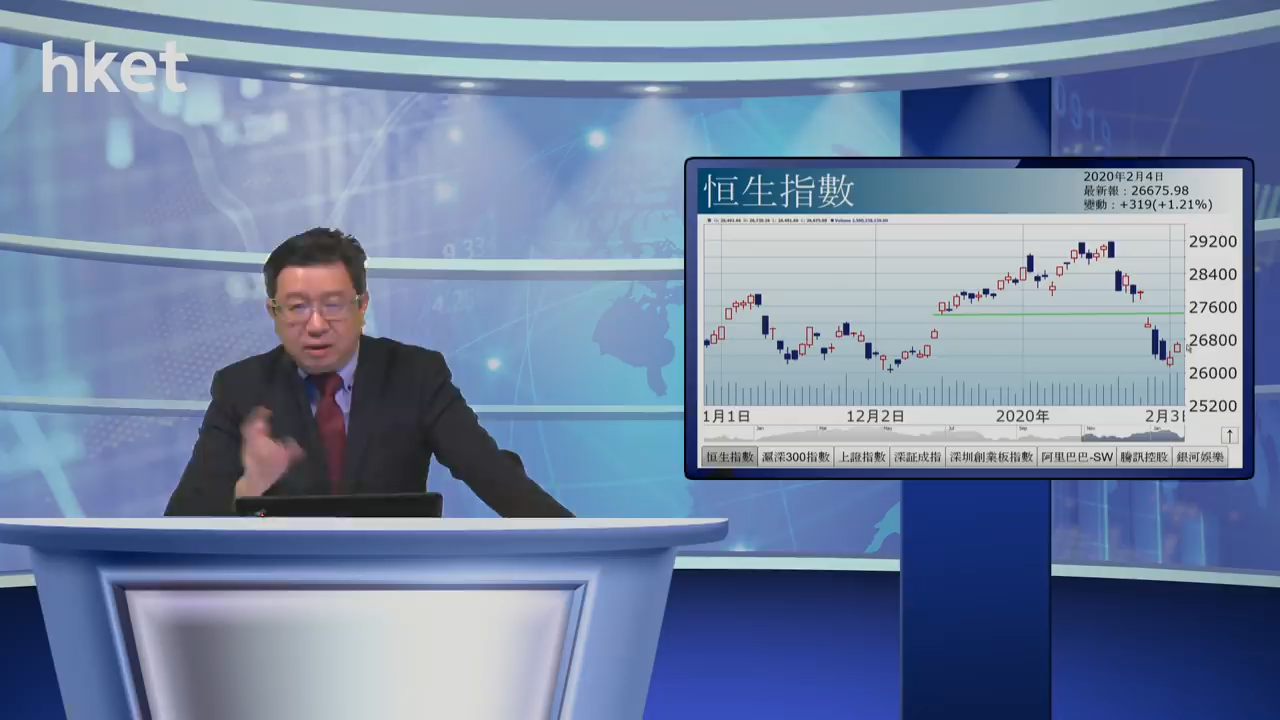 hket
恒生指數
2020年2月4日
最新報：26675.98
變動：+319(+1.21%)
29200
28400
27600
26800
26000
25200
1月1日 12月2日 2020年 2月3日
恒生指數 滬深300指數 上證指數 深証成指 深圳創業板指數 阿里巴巴-SW 騰訊控股 銀河娛樂